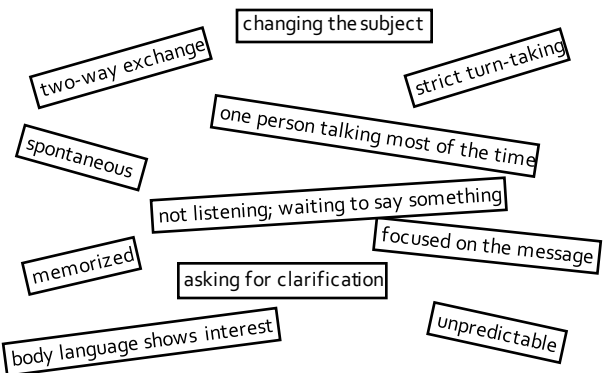 changing the subject
two-way exchange
strict turn-taking
one person talking most of the time
spontaneous
not listening; waiting to say something
focused on the message
memorized
asking for clarification
unpredictable
body language shows interest